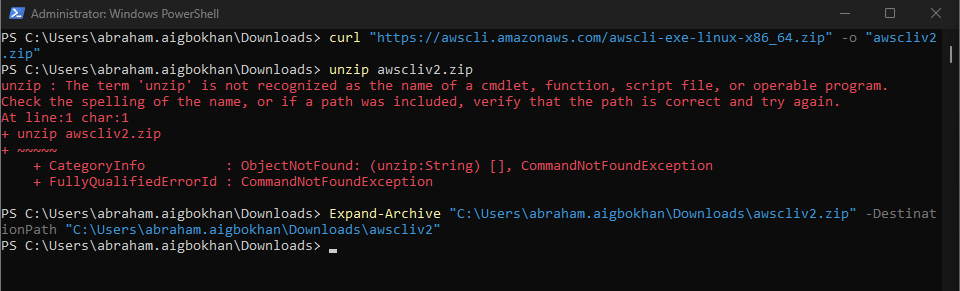 Administrator: Windows PowerShell
PS C:\Users\abraham.aigbokhan\Downloads> curl "https://awscli.amazonaws.com/awscli-exe-linux-x86_64.zip" -o "awscliv2
.zip"
PS C:\Users\abraham.aigbokhan\Downloads> unzip awscliv2.zip
unzip : The term 'unzip' is not recognized as the name of a cmdlet, function, script file, or operable program.
Check the spelling of the name, or if a path was included, verify that the path is correct and try again.
At line:1 char:1
+ unzip awscliv2.zip
+ ~~~~~
    + CategoryInfo          : ObjectNotFound: (unzip:String) [], CommandNotFoundException
    + FullyQualifiedErrorId : CommandNotFoundException
PS C:\Users\abraham.aigbokhan\Downloads> Expand-Archive "C:\Users\abraham.aigbokhan\Downloads\awscliv2.zip" -Destinat
ionPath "C:\Users\abraham.aigbokhan\Downloads\awscliv2"
PS C:\Users\abraham.aigbokhan\Downloads>